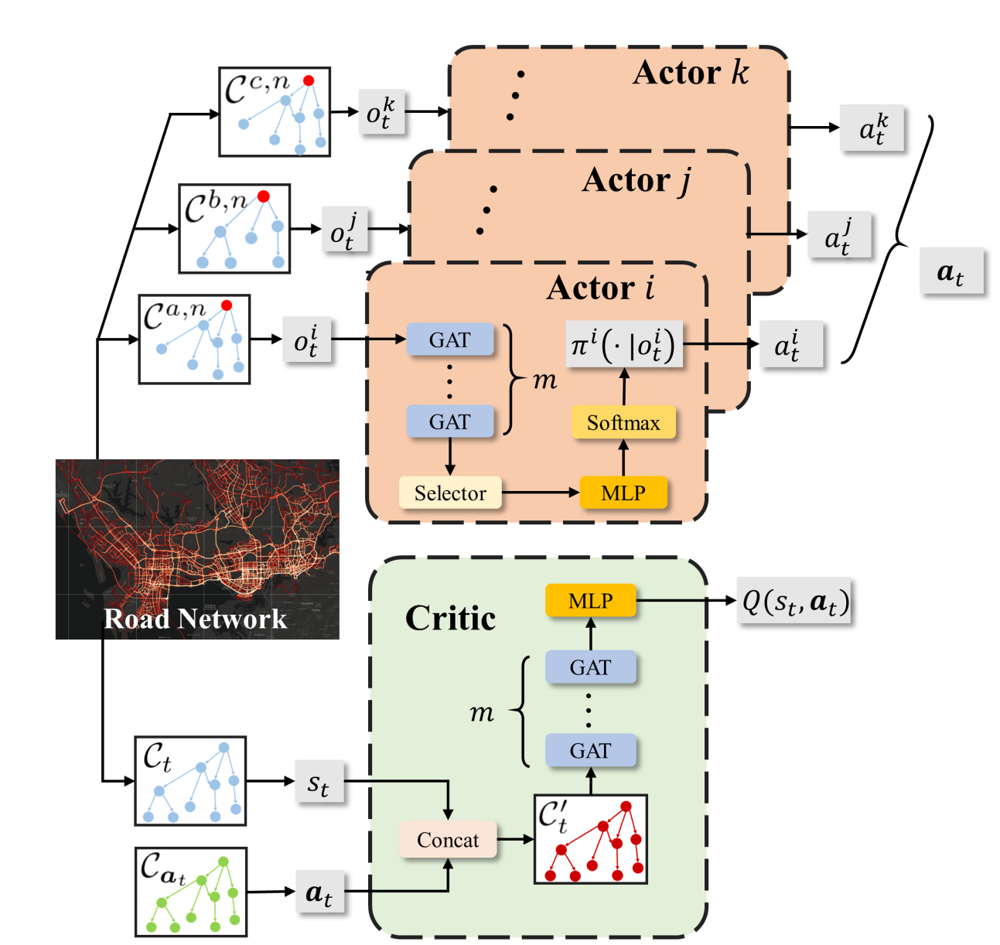 𝒞^{c,n}
o_t^k
Actor k
a_t^k
𝒞^{b,n}
o_t^j
Actor j
a_t^j
𝒂_t
𝒞^{a,n}
o_t^i
Actor i
GAT
π^i(· |o_t^i)
a_t^i
m
GAT
Softmax
Selector
MLP
Road Network
Critic
MLP
Q(s_t, 𝒂_t)
GAT
m
GAT
𝒞_t
s_t
Concat
𝒞′_t
𝒞_{𝒂_t}
𝒂_t